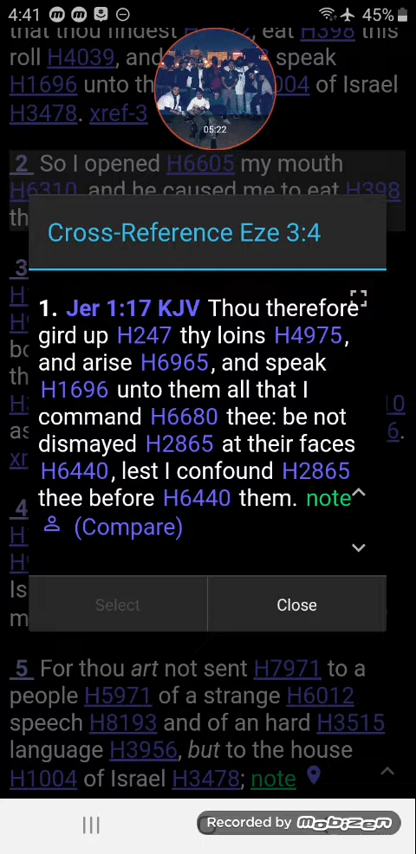 4:41
45%
that thou findest eat H398 this
roll H4039, and speak
H1696 unto th 004 of Israel
H3478. xref-3
05:22
2 So I opened H6605 my mouth
H6310, and he caused me to eat H398
th
Cross-Reference Eze 3:4
3
1. Jer 1:17 KJV Thou therefore
gird up H247 thy loins H4975,
and arise H6965, and speak
H1696 unto them all that I
command H6680 thee: be not
dismayed H2865 at their faces
H6440, lest I confound H2865
thee before H6440 them. note
(Compare)
4
Is
m
Select
Close
5 For thou art not sent H7971 to a
people H5971 of a strange H6012
speech H8193 and of an hard H3515
language H3956, but to the house
H1004 of Israel H3478; note
Recorded by mobizen